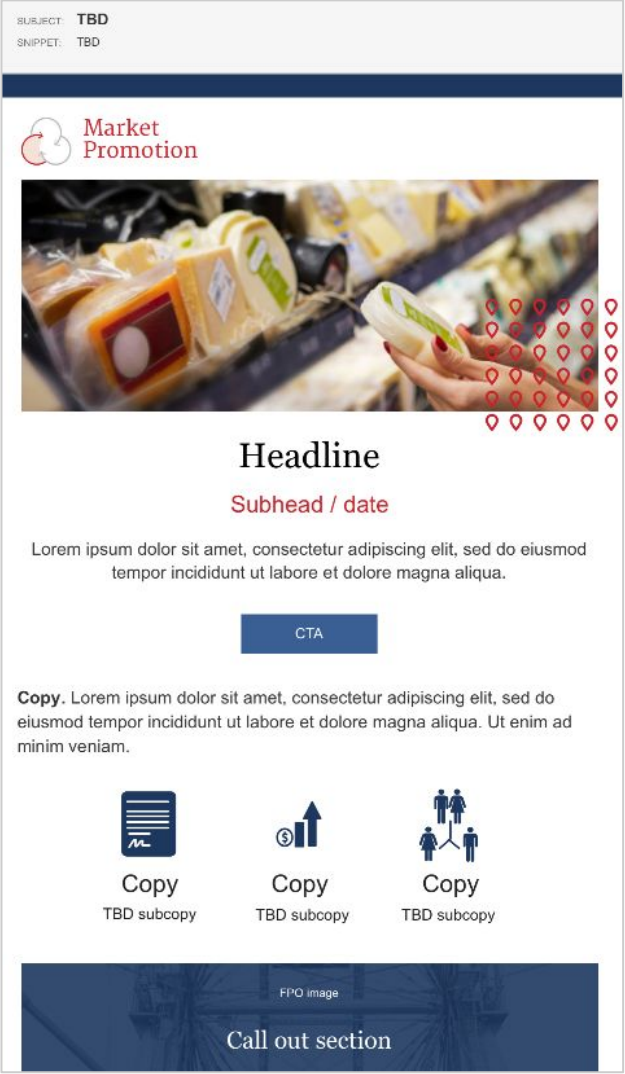 SUBJECT: TBD
SNIPPET: TBD
Market
Promotion
Headline
Subhead / date
Lorem ipsum dolor sit amet, consectetur adipiscing elit, sed do eiusmod
tempor incididunt ut labore et dolore magna aliqua.
CTA
Copy. Lorem ipsum dolor sit amet, consectetur adipiscing elit, sed do
eiusmod tempor incididunt ut labore et dolore magna aliqua. Ut enim ad
minim veniam.
Copy
TBD subcopy
Copy
TBD subcopy
Copy
TBD subcopy
FPO image
Call out section